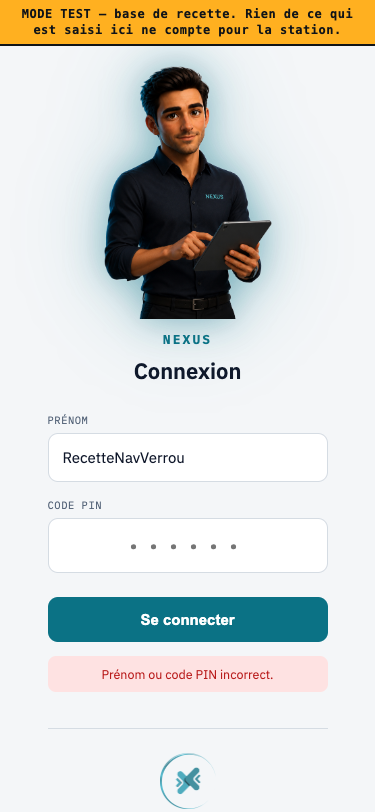 MODE TEST — base de recette. Rien de ce qui
est saisi ici ne compte pour la station.
NEXUS
NEXUS
Connexion
PRÉNOM
RecetteNavVerrou
CODE PIN
Se connecter
Prénom ou code PIN incorrect.